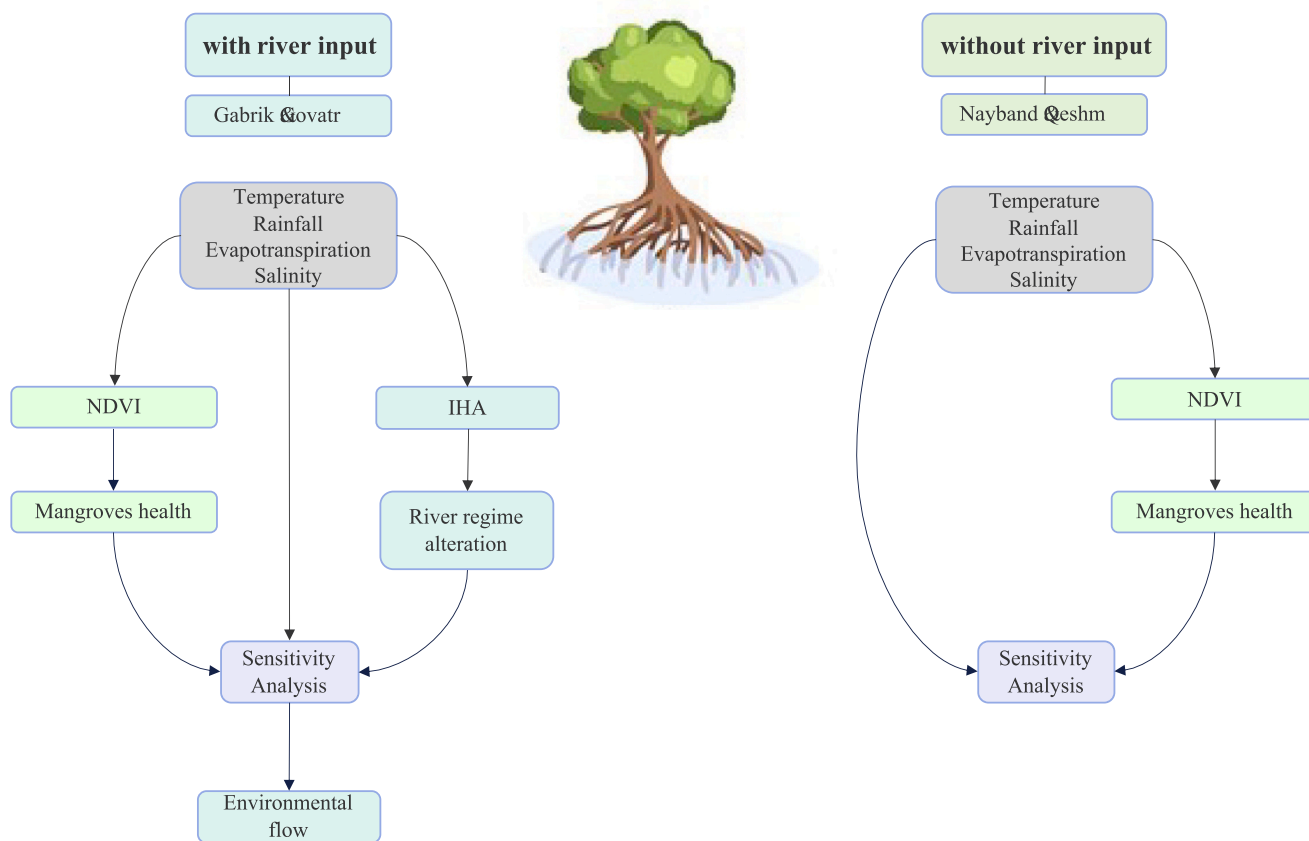 with river input
Gabrik & Govatr
Temperature
Rainfall
Evapotranspiration
Salinity
NDVI
IHA
Mangroves health
River regime
alteration
Sensitivity
Analysis
Environmental
flow
without river input
Nayband & Qeshm
Temperature
Rainfall
Evapotranspiration
Salinity
NDVI
Mangroves health
Sensitivity
Analysis